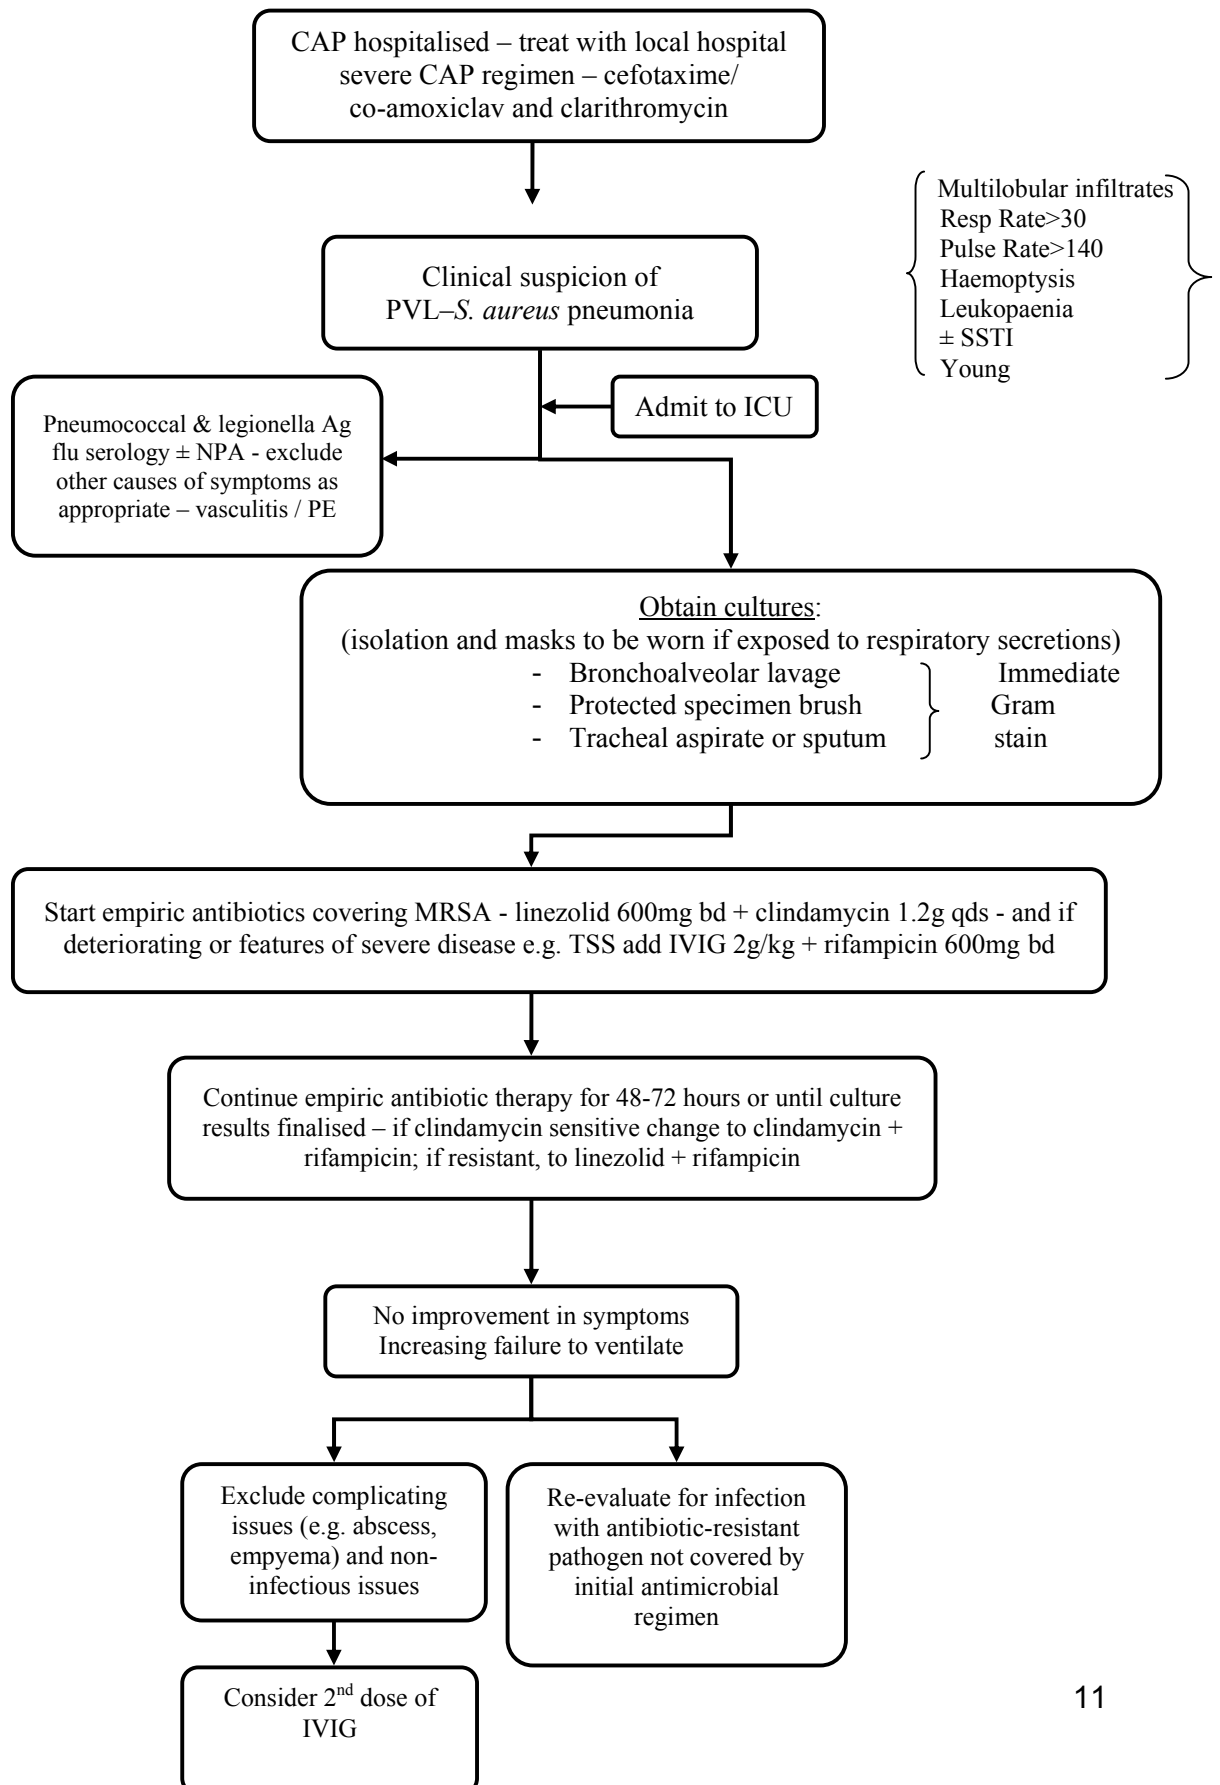 CAP hospitalised – treat with local hospital
severe CAP regimen – cefotaxime/
co-amoxiclav and clarithromycin
Multilobular infiltrates
Resp Rate>30
Pulse Rate>140
Haemoptysis
Leukopaenia
± SSTI
Young
Clinical suspicion of
PVL–S. aureus pneumonia
Admit to ICU
Pneumococcal & legionella Ag
flu serology ± NPA - exclude
other causes of symptoms as
appropriate – vasculitis / PE
Obtain cultures:
(isolation and masks to be worn if exposed to respiratory secretions)
- Bronchoalveolar lavage Immediate
- Protected specimen brush Gram
- Tracheal aspirate or sputum stain
Start empiric antibiotics covering MRSA - linezolid 600mg bd + clindamycin 1.2g qds - and if
deteriorating or features of severe disease e.g. TSS add IVIG 2g/kg + rifampicin 600mg bd
Continue empiric antibiotic therapy for 48-72 hours or until culture
results finalised – if clindamycin sensitive change to clindamycin +
rifampicin; if resistant, to linezolid + rifampicin
No improvement in symptoms
Increasing failure to ventilate
Exclude complicating
issues (e.g. abscess,
empyema) and non-
infectious issues
Re-evaluate for infection
with antibiotic-resistant
pathogen not covered by
initial antimicrobial
regimen
Consider 2nd dose of
IVIG
11